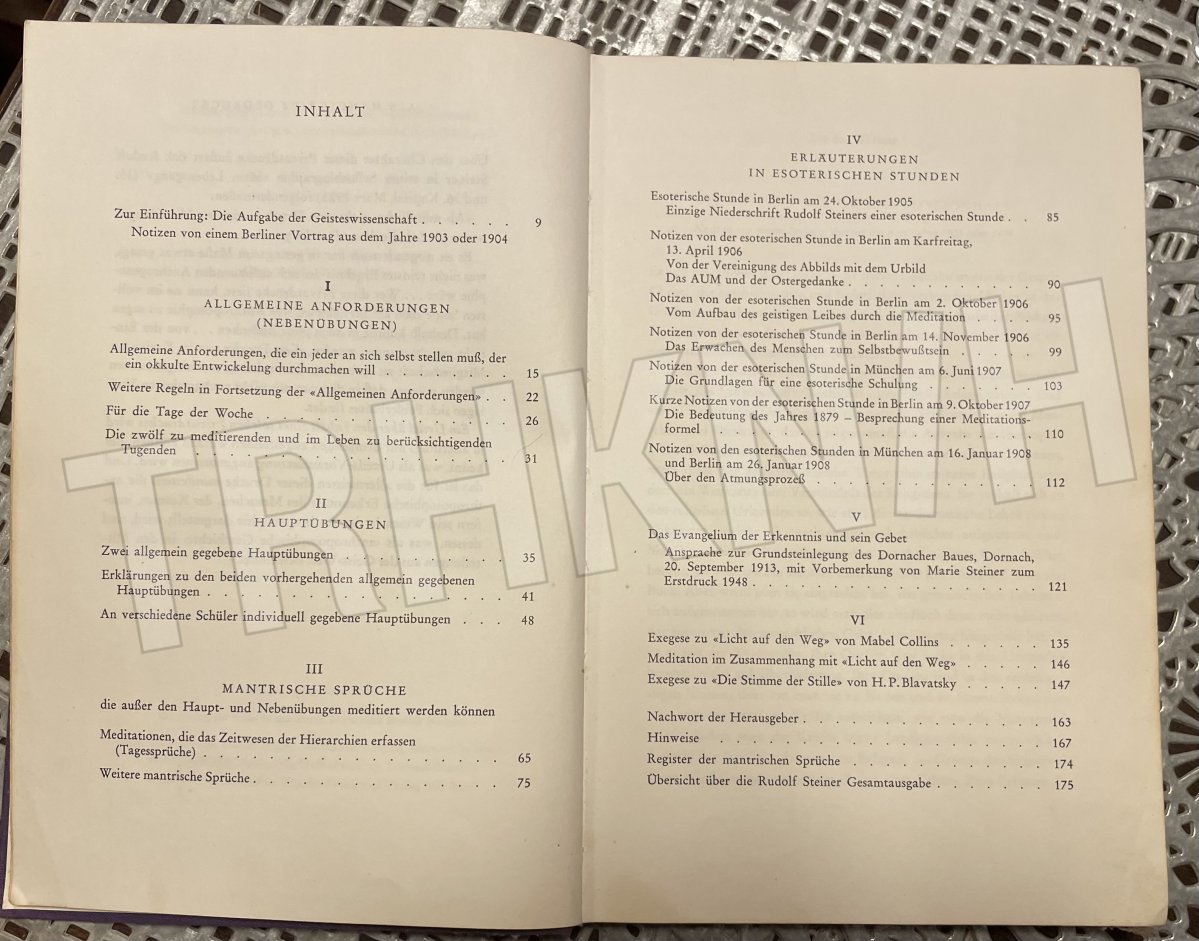 INHALT
Zur Einführung: Die Aufgabe der Geisteswissenschaft . . . . . . 9
Notizen von einem Berliner Vortrag aus dem Jahre 1903 oder 1904
I
ALLGEMEINE ANFORDERUNGEN
(NEBENÜBUNGEN)
Allgemeine Anforderungen, die ein jeder an sich selbst stellen muß, der
ein okkulte Entwickelung durchmachen will . . . . . . . 15
Weitere Regeln in Fortsetzung der «Allgemeinen Anforderungen» . . 22
Für die Tage der Woche . . . . . . . . . . . . . 26
Die zwölf zu meditierenden und im Leben zu berücksichtigenden
Tugenden . . . . . . . . . . . . . . . . . 31
II
HAUPTÜBUNGEN
Zwei allgemein gegebene Hauptübungen . . . . . . . . . 35
Erklärungen zu den beiden vorhergehenden allgemein gegebenen
Hauptübungen . . . . . . . . . . . . . . . . 41
An verschiedene Schüler individuell gegebene Hauptübungen . . . 48
III
MANTRISCHE SPRÜCHE
die außer den Haupt- und Nebenübungen meditiert werden können
Meditationen, die das Zeitwesen der Hierarchien erfassen
(Tagessprüche) . . . . . . . . . . . . . . . . 65
Weitere mantrische Sprüche . . . . . . . . . . . . . 75
IV
ERLÄUTERUNGEN
IN ESOTERISCHEN STUNDEN
Esoterische Stunde in Berlin am 24. Oktober 1905
Einzige Niederschrift Rudolf Steiners einer esoterischen Stunde . . 85
Notizen von der esoterischen Stunde in Berlin am Karfreitag,
13. April 1906
Von der Vereinigung des Abbilds mit dem Urbild
Das AUM und der Ostergedanke . . . . . . . . . . . 90
Notizen von der esoterischen Stunde in Berlin am 2. Oktober 1906
Vom Aufbau des geistigen Leibes durch die Meditation . . . . 95
Notizen von der esoterischen Stunde in Berlin am 14. November 1906
Das Erwachen des Menschen zum Selbstbewußtsein . . . . . 99
Notizen von der esoterischen Stunde in München am 6. Juni 1907
Die Grundlagen für eine esoterische Schulung . . . . . . . 103
Kurze Notizen von der esoterischen Stunde in Berlin am 9. Oktober 1907
Die Bedeutung des Jahres 1879 – Besprechung einer Meditations-
formel . . . . . . . . . . . . . . . . . . 110
Notizen von den esoterischen Stunden in München am 16. Januar 1908
und Berlin am 26. Januar 1908
Über den Atmungsprozeß . . . . . . . . . . . . . 112
V
Das Evangelium der Erkenntnis und sein Gebet
Ansprache zur Grundsteinlegung des Dornacher Baues, Dornach,
20. September 1913, mit Vorbemerkung von Marie Steiner zum
Erstdruck 1948 . . . . . . . . . . . . . . . . 121
VI
Exegese zu «Licht auf den Weg» von Mabel Collins . . . . . . 135
Meditation im Zusammenhang mit «Licht auf den Weg» . . . . . 146
Exegese zu «Die Stimme der Stille» von H. P. Blavatsky . . . . . 147
Nachwort der Herausgeber . . . . . . . . . . . . . . 163
Hinweise . . . . . . . . . . . . . . . . . . 167
Register der mantrischen Sprüche . . . . . . . . . . . 174
Übersicht über die Rudolf Steiner Gesamtausgabe . . . . . . . 175
TRHKNIH